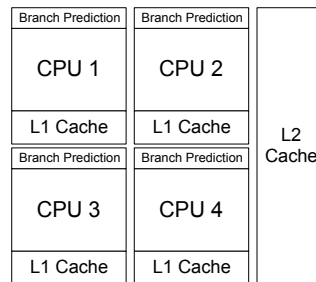 Branch Prediction
CPU 1
L1 Cache
Branch Prediction
CPU 2
L1 Cache
Branch Prediction
CPU 3
L1 Cache
Branch Prediction
CPU 4
L1 Cache
L2
Cache